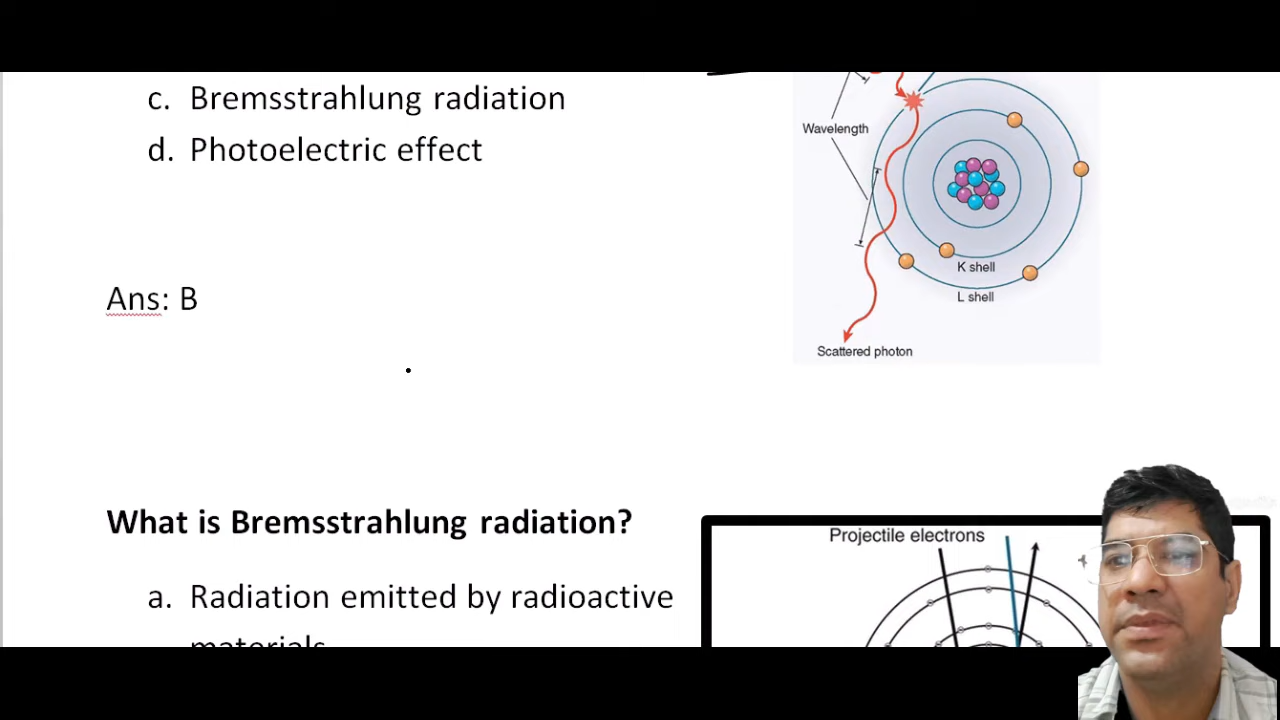 c. Bremsstrahlung radiation
d. Photoelectric effect
Wavelength
K shell
L shell
Scattered photon
Ans: B
What is Bremsstrahlung radiation?
a. Radiation emitted by radioactive
materials
Projectile electrons